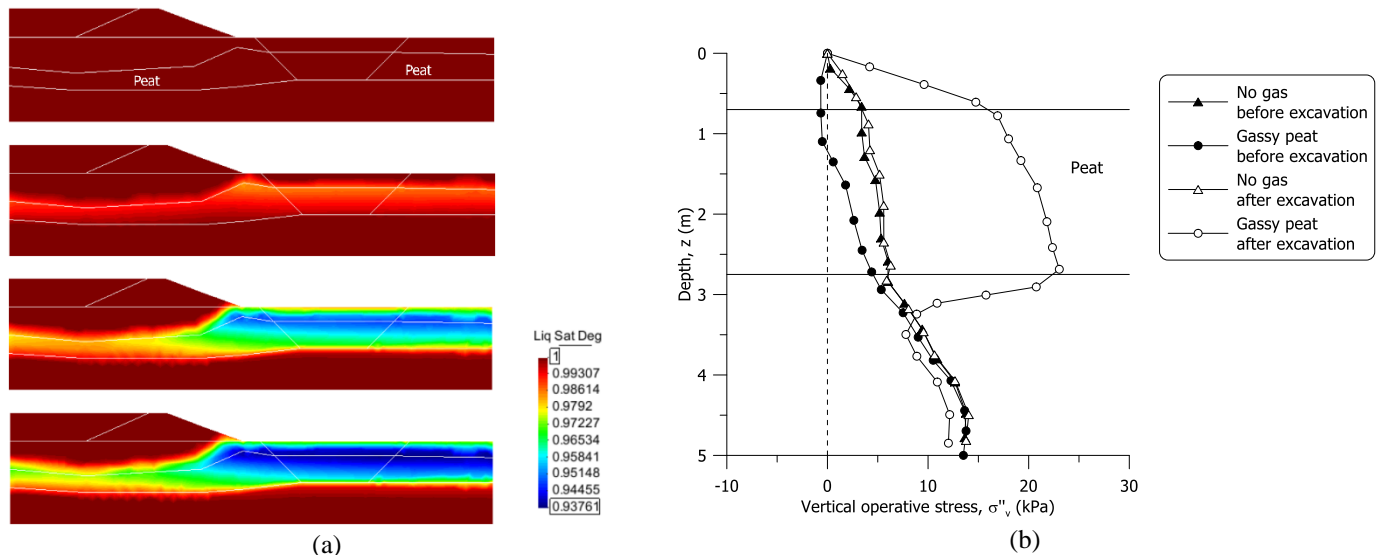 Peat
Peat
Liq Sat Deg
1
0.99307
0.98614
0.9792
0.97227
0.96534
0.95841
0.95148
0.94455
0.93761
(a)
0
1
2
3
4
5
Depth, z (m)
Peat
-10 0 10 20 30
Vertical operative stress, σ"v (kPa)
(b)
No gas
before excavation
Gassy peat
before excavation
No gas
after excavation
Gassy peat
after excavation